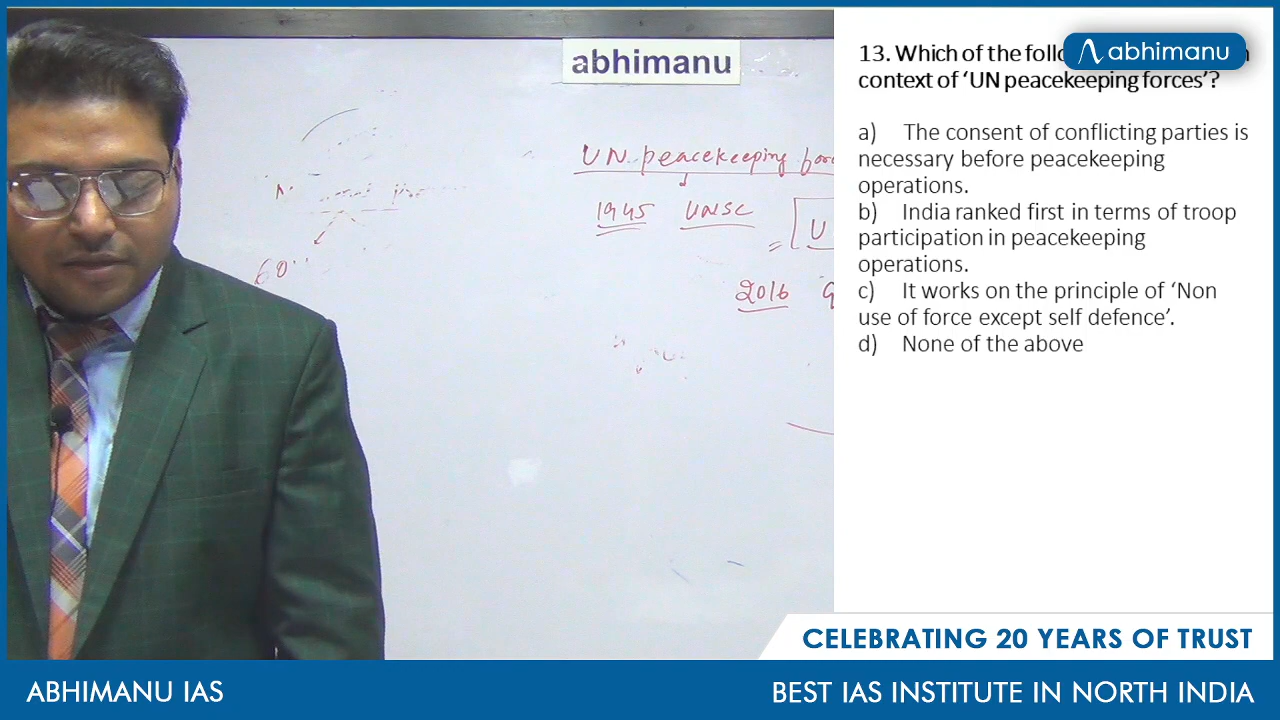 abhimanu
UN peacekeeping
1945 UNSC
= U
2016
60''
abhimanu
13. Which of the
context of ‘UN peacekeeping forces’?
a) The consent of conflicting parties is
necessary before peacekeeping
operations.
b) India ranked first in terms of troop
participation in peacekeeping
operations.
c) It works on the principle of ‘Non
use of force except self defence’.
d) None of the above
CELEBRATING 20 YEARS OF TRUST
ABHIMANU IAS
BEST IAS INSTITUTE IN NORTH INDIA